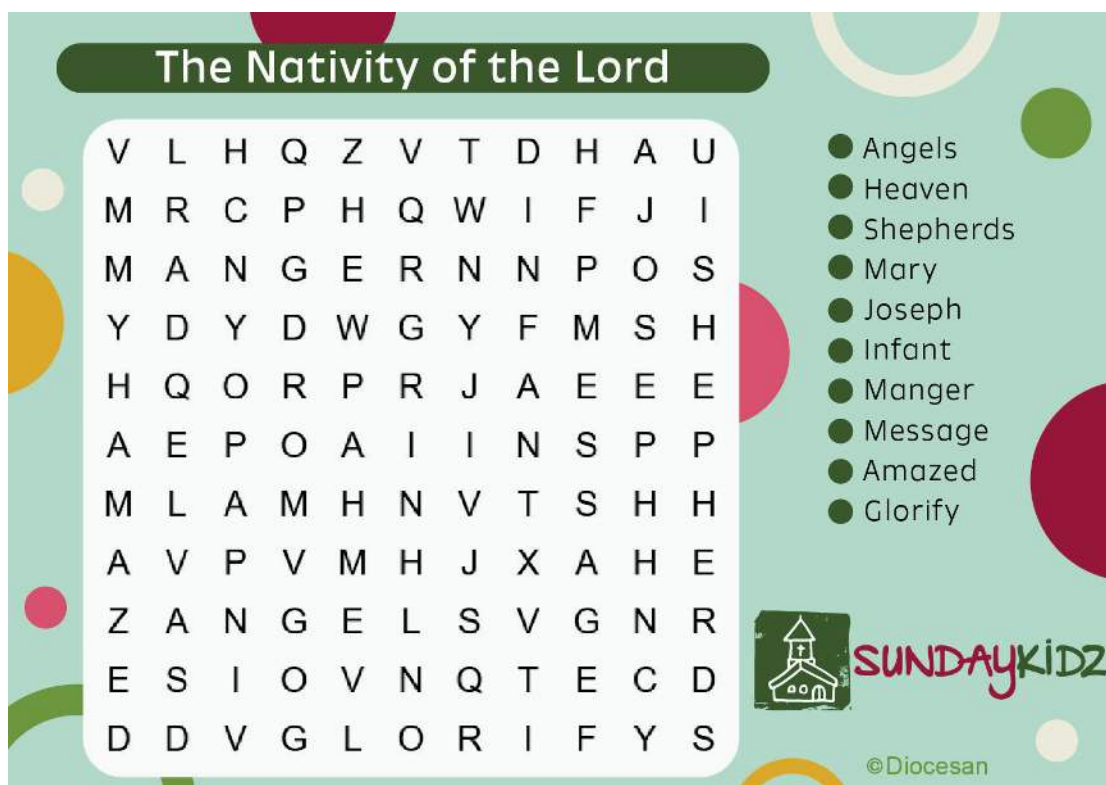 The Nativity of the Lord
V L H Q Z V T D H A U
M R C P H Q W I F J I
M A N G E R N N P O S
Y D Y D W G Y F M S H
H Q O R P R J A E E E
A E P O A I I N S P P
M L A M H N V T S H H
A V P V M H J X A H E
Z A N G E L S V G N R
E S I O V N Q T E C D
D D V G L O R I F Y S
Angels
Heaven
Shepherds
Mary
Joseph
Infant
Manger
Message
Amazed
Glorify
SUNDAYKiDZ
©Diocesan